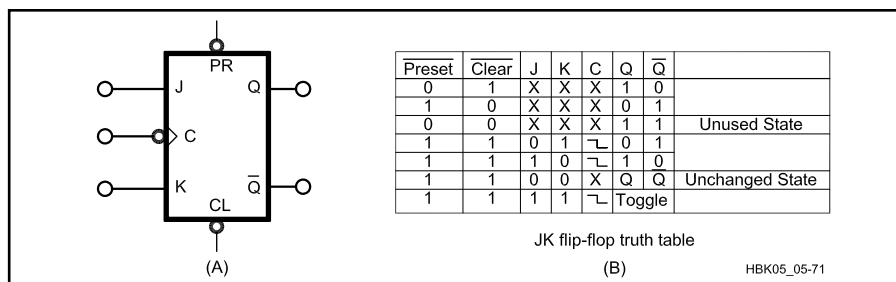 PR
J Q
C
K Q̅
CL
(A)
P̅r̅e̅s̅e̅t̅ C̅l̅e̅a̅r̅ J K C Q Q̅
0 1 X X X 1 0
1 0 X X X 0 1
0 0 X X X 1 1 Unused State
1 1 0 1 0 1
1 1 1 0 1 0
1 1 0 0 X Q Q̅ Unchanged State
1 1 1 1 Toggle
JK flip-flop truth table
(B)
HBK05_05-71